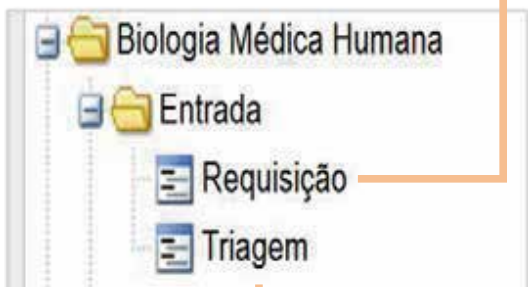 Biologia Médica Humana
Entrada
Requisição
Triagem